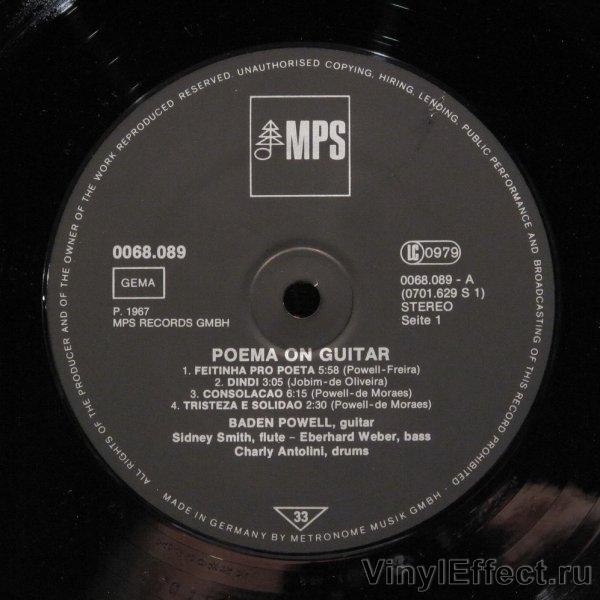 ALL RIGHTS OF THE PRODUCER AND OF THE OWNER OF THE WORK REPRODUCED RESERVED. UNAUTHORISED COPYING, HIRING, LENDING, PUBLIC PERFORMANCE AND BROADCASTING OF THIS RECORD PROHIBITED
MPS
0068.089
LC 0979
GEMA
0068.089 - A
(0701.629 S 1)
P. 1967
STEREO
MPS RECORDS GMBH
Seite 1
POEMA ON GUITAR
1. FEITINHA PRO POETA 5:58 (Powell-Freira)
2. DINDI 3:05 (Jobim-de Oliveira)
3. CONSOLACAO 6:15 (Powell-de Moraes)
4. TRISTEZA E SOLIDAO 2:30 (Powell-de Moraes)
BADEN POWELL, guitar
Sidney Smith, flute – Eberhard Weber, bass
Charly Antolini, drums
33
MADE IN GERMANY BY METRONOME MUSIK GMBH
VinylEffect.ru